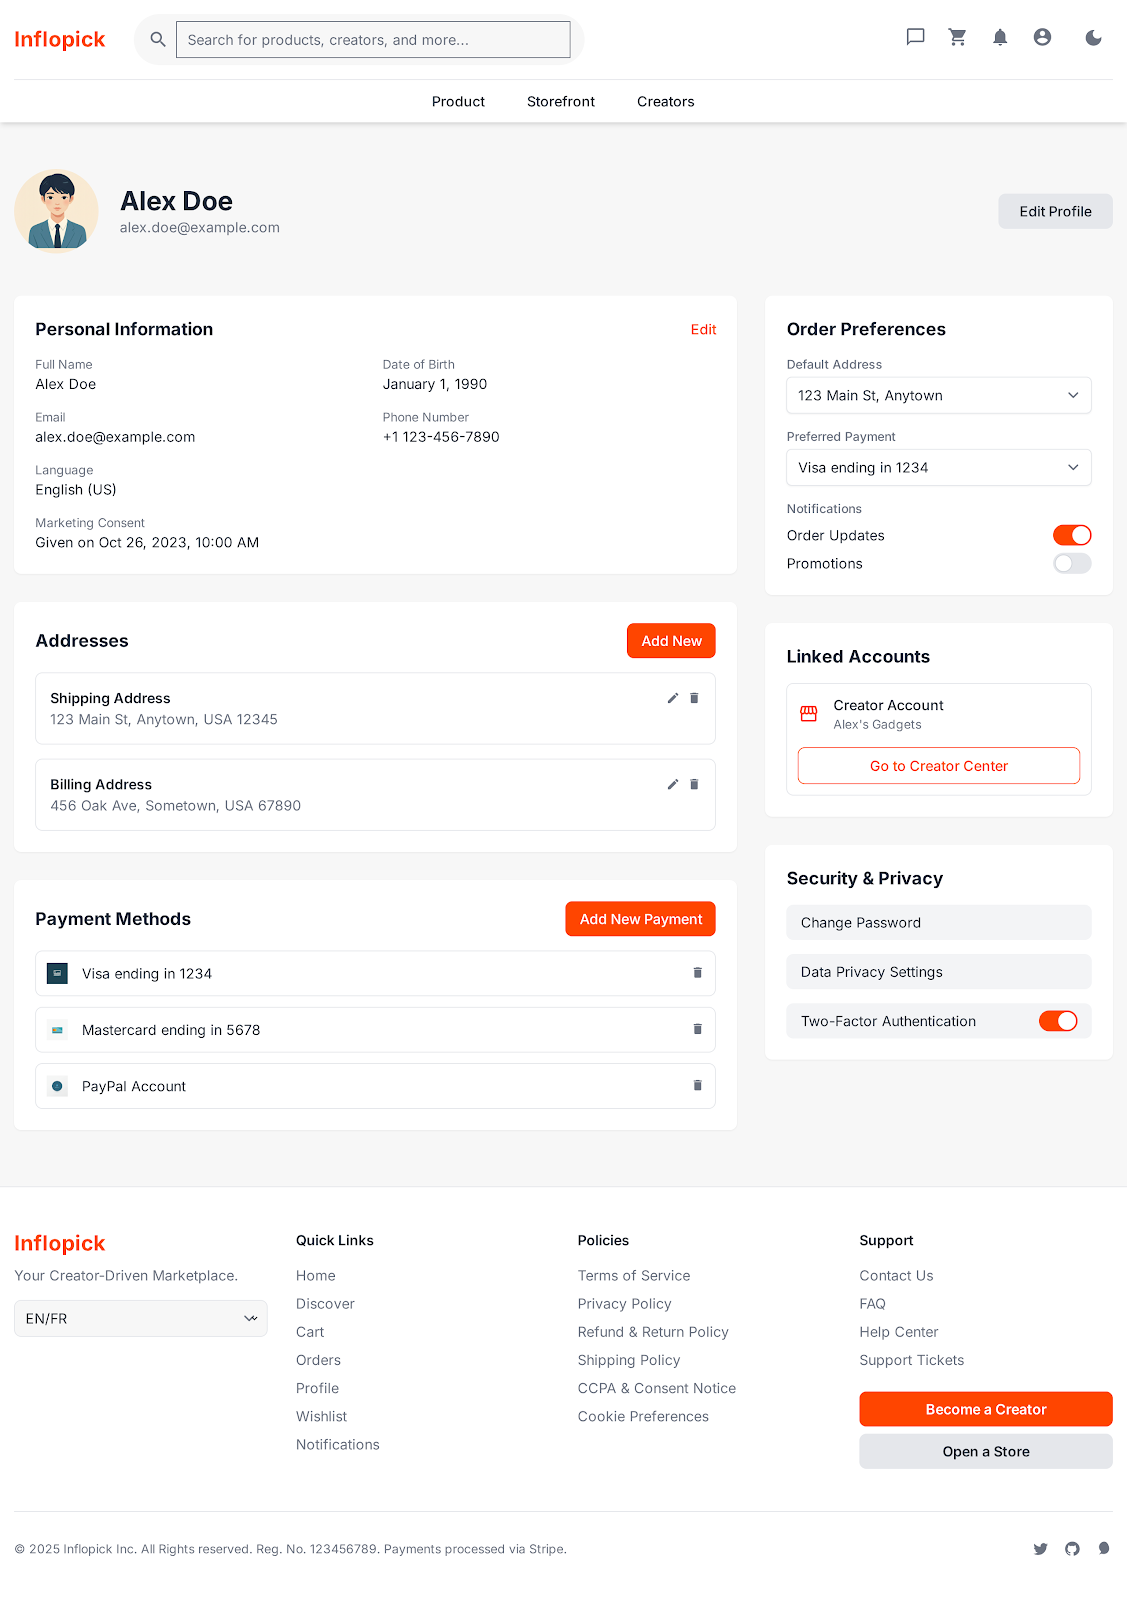 Inflopick
Search for products, creators, and more...
Product
Storefront
Creators
Alex Doe
alex.doe@example.com
Edit Profile
Personal Information
Edit
Full Name
Alex Doe
Date of Birth
January 1, 1990
Email
alex.doe@example.com
Phone Number
+1 123-456-7890
Language
English (US)
Marketing Consent
Given on Oct 26, 2023, 10:00 AM
Addresses
Add New
Shipping Address
123 Main St, Anytown, USA 12345
Billing Address
456 Oak Ave, Sometown, USA 67890
Payment Methods
Add New Payment
Visa ending in 1234
Mastercard ending in 5678
PayPal Account
Order Preferences
Default Address
123 Main St, Anytown
Preferred Payment
Visa ending in 1234
Notifications
Order Updates
Promotions
Linked Accounts
Creator Account
Alex's Gadgets
Go to Creator Center
Security & Privacy
Change Password
Data Privacy Settings
Two-Factor Authentication
Inflopick
Your Creator-Driven Marketplace.
EN/FR
Quick Links
Home
Discover
Cart
Orders
Profile
Wishlist
Notifications
Policies
Terms of Service
Privacy Policy
Refund & Return Policy
Shipping Policy
CCPA & Consent Notice
Cookie Preferences
Support
Contact Us
FAQ
Help Center
Support Tickets
Become a Creator
Open a Store
© 2025 Inflopick Inc. All Rights reserved. Reg. No. 123456789. Payments processed via Stripe.